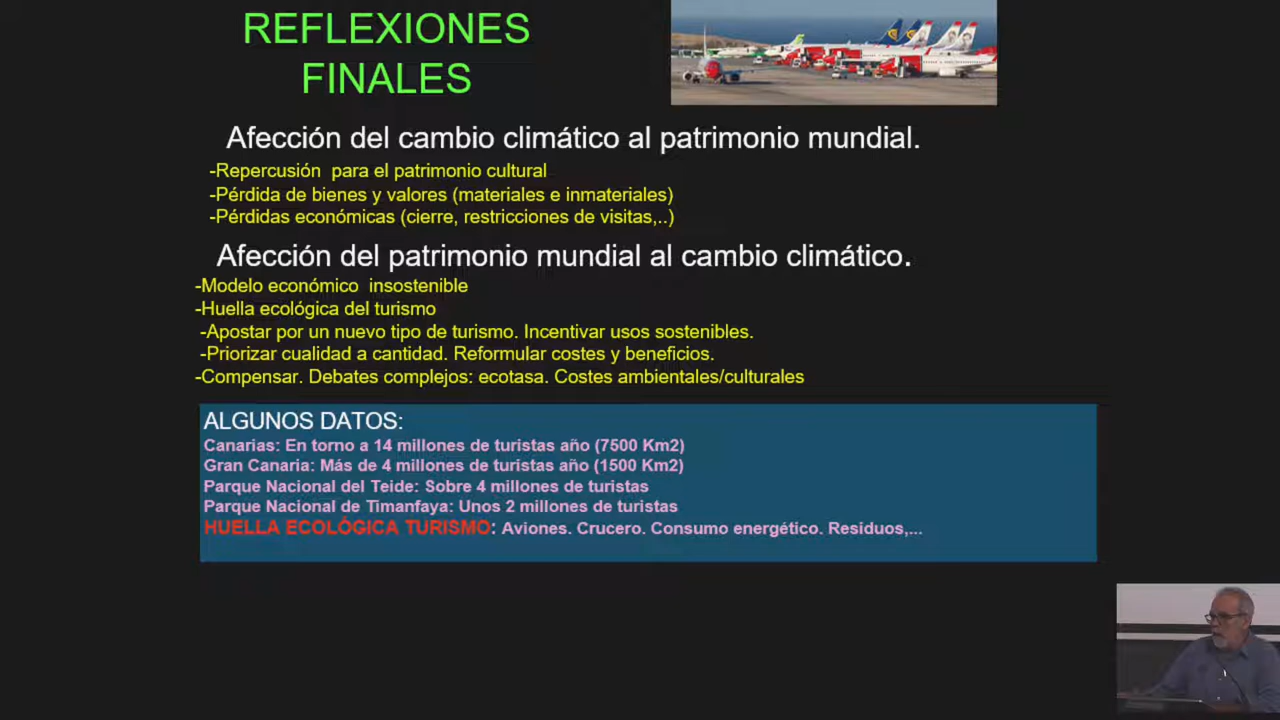 REFLEXIONES
FINALES
Afección del cambio climático al patrimonio mundial.
-Repercusión para el patrimonio cultural
-Pérdida de bienes y valores (materiales e inmateriales)
-Pérdidas económicas (cierre, restricciones de visitas,..)
Afección del patrimonio mundial al cambio climático.
-Modelo económico insostenible
-Huella ecológica del turismo
-Apostar por un nuevo tipo de turismo. Incentivar usos sostenibles.
-Priorizar cualidad a cantidad. Reformular costes y beneficios.
-Compensar. Debates complejos: ecotasa. Costes ambientales/culturales
ALGUNOS DATOS:
Canarias: En torno a 14 millones de turistas año (7500 Km2)
Gran Canaria: Más de 4 millones de turistas año (1500 Km2)
Parque Nacional del Teide: Sobre 4 millones de turistas
Parque Nacional de Timanfaya: Unos 2 millones de turistas
HUELLA ECOLÓGICA TURISMO: Aviones. Crucero. Consumo energético. Residuos,...